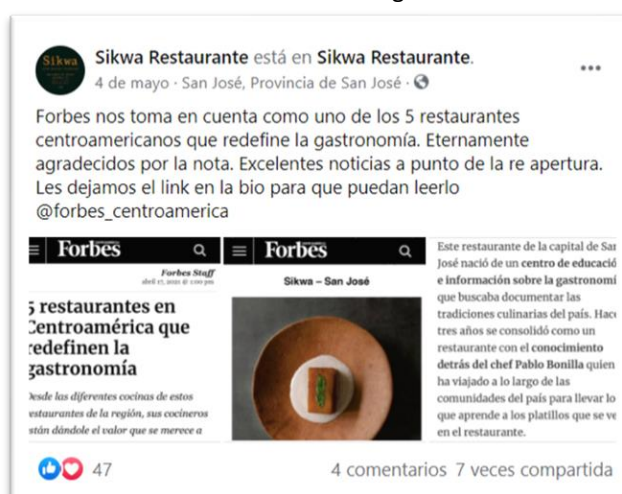 Sikwa
Sikwa Restaurante está en Sikwa Restaurante.
4 de mayo · San José, Provincia de San José ·
Forbes nos toma en cuenta como uno de los 5 restaurantes
centroamericanos que redefine la gastronomía. Eternamente
agradecidos por la nota. Excelentes noticias a punto de la re apertura.
Les dejamos el link en la bio para que puedan leerlo
@forbes_centroamerica
Forbes
Forbes Staff
abril 17, 2021 @ 1:00 pm
5 restaurantes en
Centroamérica que
redefinen la
gastronomía
Desde las diferentes cocinas de estos
restaurantes de la región, sus cocineros
están dándole el valor que se merece a
Forbes
Sikwa – San José
Este restaurante de la capital de San
José nació de un centro de educació
e información sobre la gastronomí
que buscaba documentar las
tradiciones culinarias del país. Hace
tres años se consolidó como un
restaurante con el conocimiento
detrás del chef Pablo Bonilla quien
ha viajado a lo largo de las
comunidades del país para llevar lo
que aprende a los platillos que se ve
en el restaurante.
47
4 comentarios 7 veces compartida